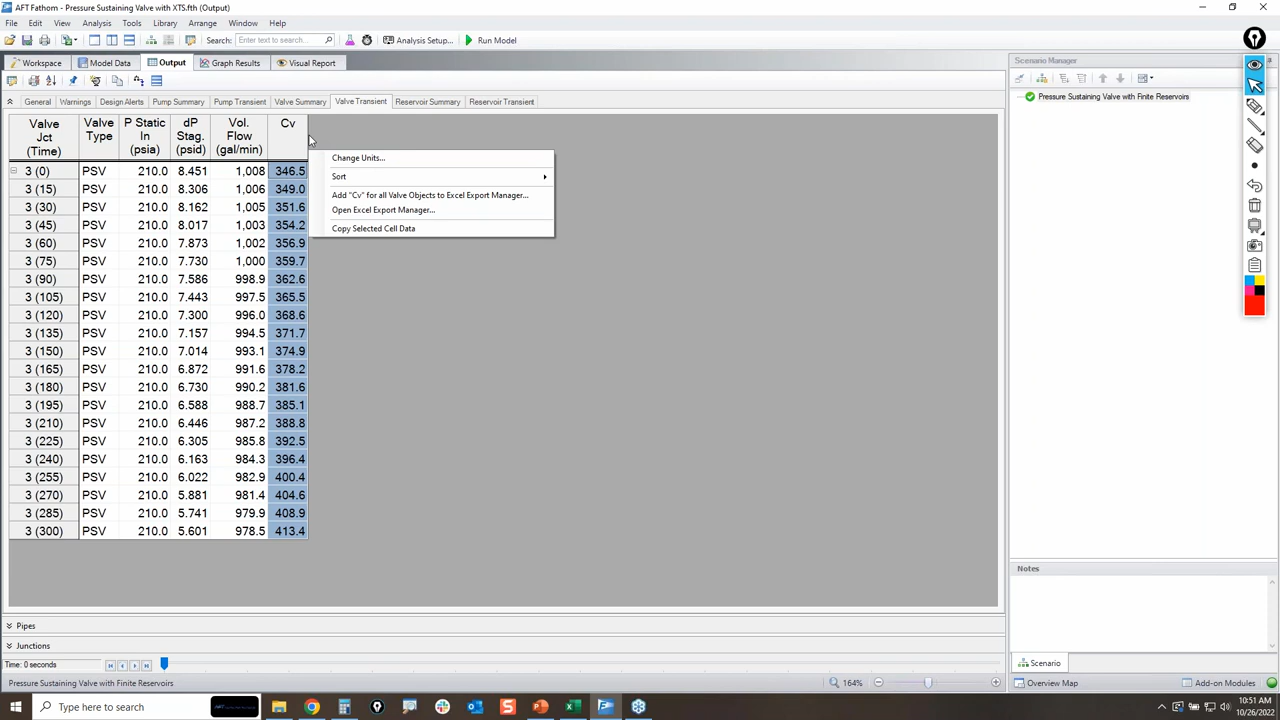 AFT Fathom - Pressure Sustaining Valve with XTS.fth (Output)
File Edit View Analysis Tools Library Arrange Window Help
Search: Enter text to search... Analysis Setup... Run Model
Workspace Model Data Output Graph Results Visual Report
General Warnings Design Alerts Pump Summary Pump Transient Valve Summary Valve Transient Reservoir Summary Reservoir Transient
Valve Jct (Time) Valve Type P Static In (psia) dP Stag. (psid) Vol. Flow (gal/min) Cv
3 (0) PSV 210.0 8.451 1,008 346.5
3 (15) PSV 210.0 8.306 1,006 349.0
3 (30) PSV 210.0 8.162 1,005 351.6
3 (45) PSV 210.0 8.017 1,003 354.2
3 (60) PSV 210.0 7.873 1,002 356.9
3 (75) PSV 210.0 7.730 1,000 359.7
3 (90) PSV 210.0 7.586 998.9 362.6
3 (105) PSV 210.0 7.443 997.5 365.5
3 (120) PSV 210.0 7.300 996.0 368.6
3 (135) PSV 210.0 7.157 994.5 371.7
3 (150) PSV 210.0 7.014 993.1 374.9
3 (165) PSV 210.0 6.872 991.6 378.2
3 (180) PSV 210.0 6.730 990.2 381.6
3 (195) PSV 210.0 6.588 988.7 385.1
3 (210) PSV 210.0 6.446 987.2 388.8
3 (225) PSV 210.0 6.305 985.8 392.5
3 (240) PSV 210.0 6.163 984.3 396.4
3 (255) PSV 210.0 6.022 982.9 400.4
3 (270) PSV 210.0 5.881 981.4 404.6
3 (285) PSV 210.0 5.741 979.9 408.9
3 (300) PSV 210.0 5.601 978.5 413.4
Change Units...
Sort
Add "Cv" for all Valve Objects to Excel Export Manager...
Open Excel Export Manager...
Copy Selected Cell Data
Scenario Manager
Pressure Sustaining Valve with Finite Reservoirs
Notes
Scenario
Pipes
Junctions
Time: 0 seconds
Pressure Sustaining Valve with Finite Reservoirs 164% Overview Map Add-on Modules
Type here to search
10:51 AM
10/26/2022